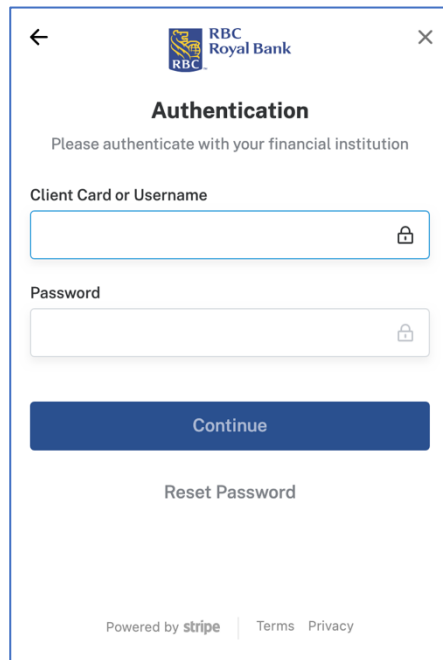 RBC
Royal Bank
RBC
Authentication
Please authenticate with your financial institution
Client Card or Username
Password
Continue
Reset Password
Powered by stripe Terms Privacy